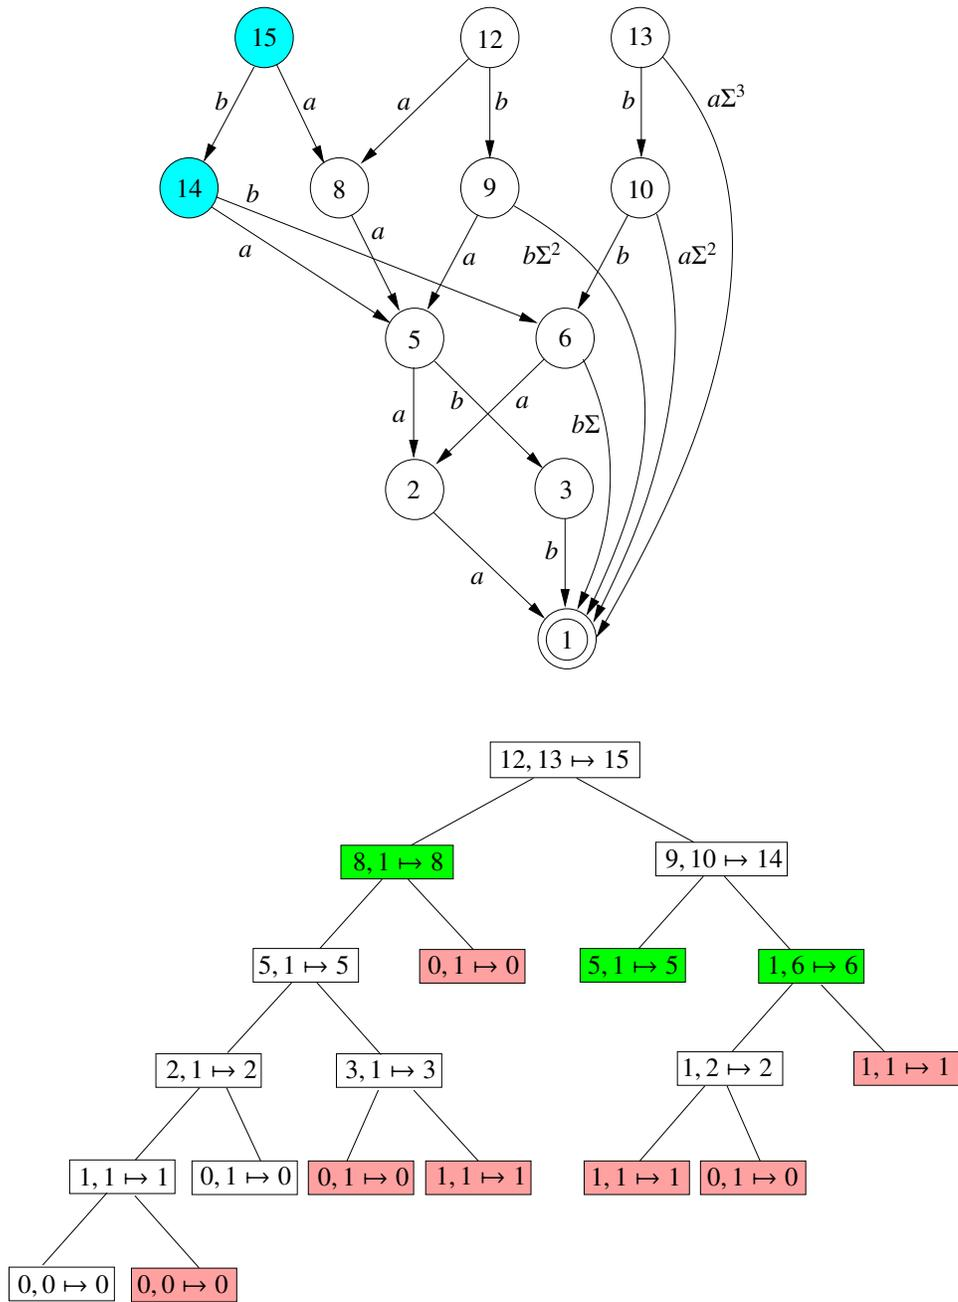 15 12 13
b a a b b aΣ³
14 8 9 10
b a a a bΣ² b aΣ²
5 6
a b a bΣ
2 3
a b
1
12, 13 ↦ 15
8, 1 ↦ 8 9, 10 ↦ 14
5, 1 ↦ 5 0, 1 ↦ 0 5, 1 ↦ 5 1, 6 ↦ 6
2, 1 ↦ 2 3, 1 ↦ 3 1, 2 ↦ 2 1, 1 ↦ 1
1, 1 ↦ 1 0, 1 ↦ 0 0, 1 ↦ 0 1, 1 ↦ 1 1, 1 ↦ 1 0, 1 ↦ 0
0, 0 ↦ 0 0, 0 ↦ 0